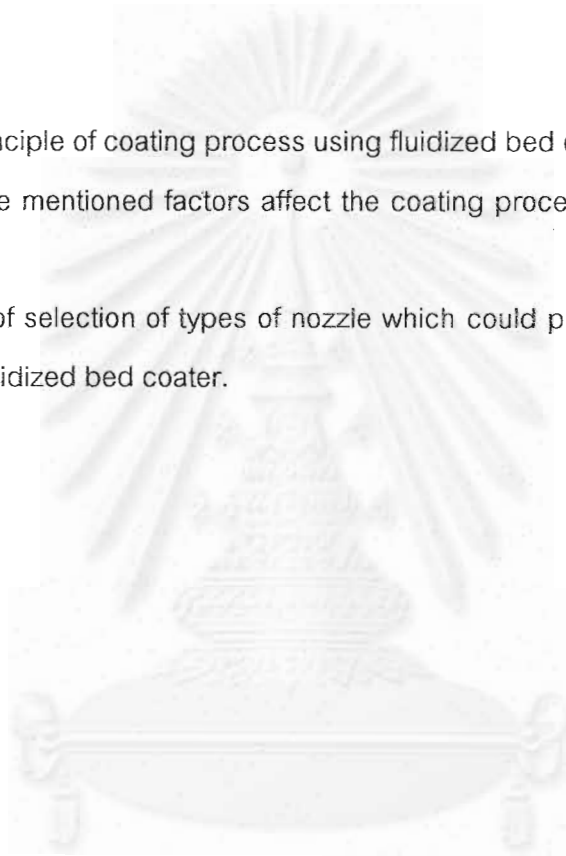 ciple of coating process using fluidized bed
e mentioned factors affect the coating proce
of selection of types of nozzle which could p
idized bed coater.